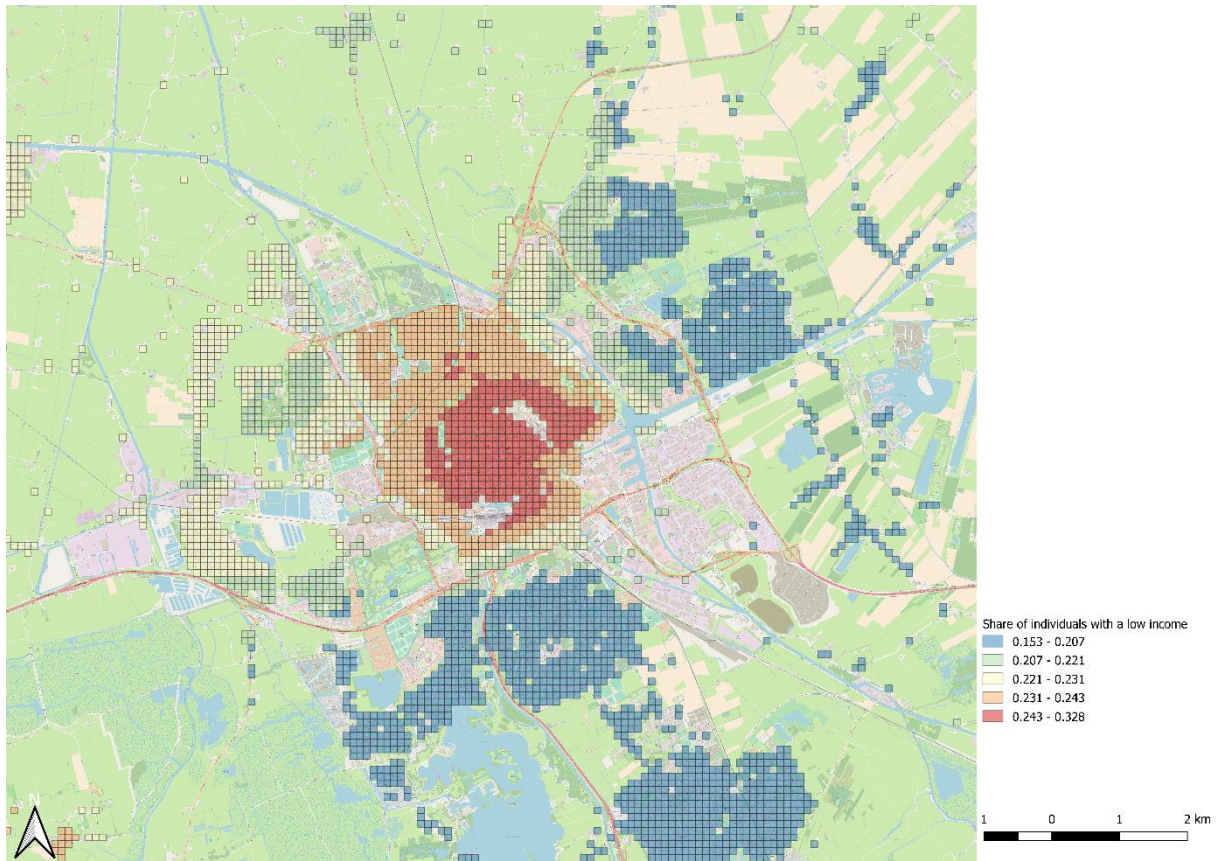 N
Share of individuals with a low income
0.153 - 0.207
0.207 - 0.221
0.221 - 0.231
0.231 - 0.243
0.243 - 0.328
1 0 1 2 km